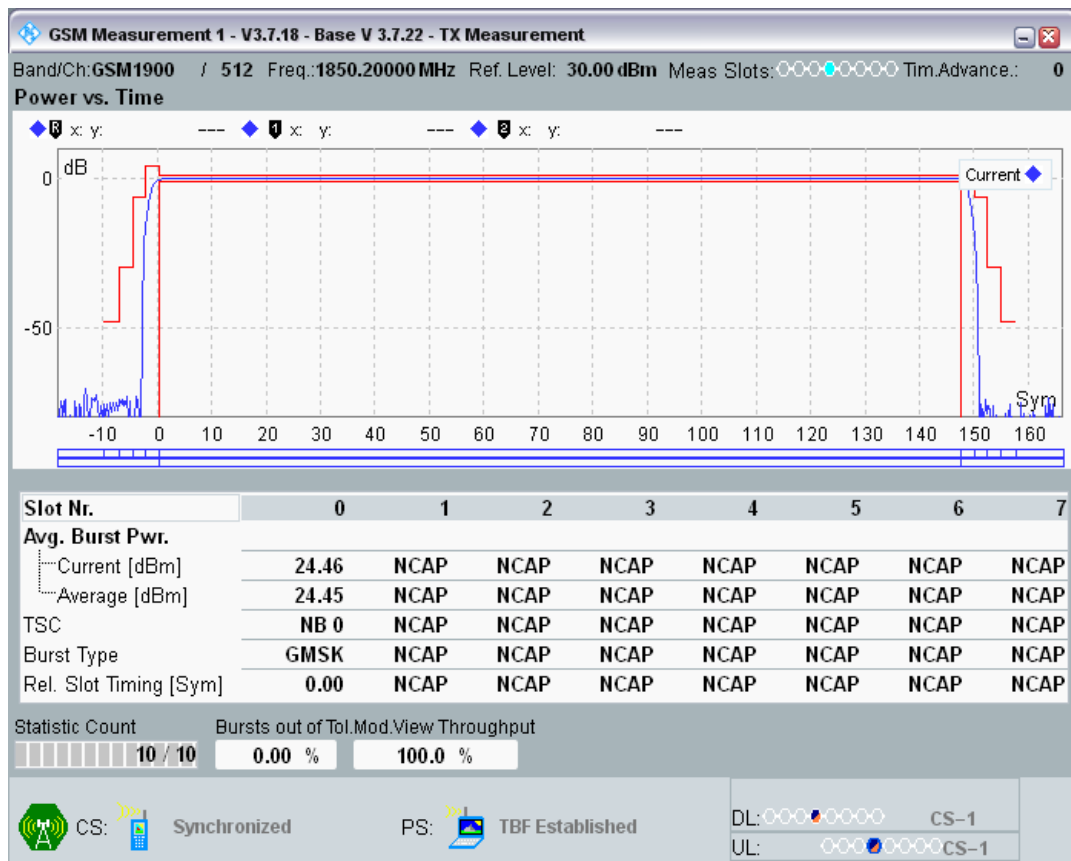 GSM Measurement 1 - V3.7.18 - Base V 3.7.22 - TX Measurement
Band/Ch:GSM1900 / 512 Freq.:1850.20000 MHz Ref. Level: 30.00 dBm Meas Slots: Tim.Advance.: 0
Power vs. Time
R x: y: --- 1 x: y: --- 2 x: y: ---
dB
Current
0
-50
Sym
-10 0 10 20 30 40 50 60 70 80 90 100 110 120 130 140 150 160
Slot Nr. 0 1 2 3 4 5 6 7
Avg. Burst Pwr.
Current [dBm] 24.46 NCAP NCAP NCAP NCAP NCAP NCAP NCAP
Average [dBm] 24.45 NCAP NCAP NCAP NCAP NCAP NCAP NCAP
TSC NB 0 NCAP NCAP NCAP NCAP NCAP NCAP NCAP
Burst Type GMSK NCAP NCAP NCAP NCAP NCAP NCAP NCAP
Rel. Slot Timing [Sym] 0.00 NCAP NCAP NCAP NCAP NCAP NCAP NCAP
Statistic Count Bursts out of Tol.Mod.View Throughput
10 / 10 0.00 % 100.0 %
CS: Synchronized PS: TBF Established
DL: CS-1
UL: CS-1